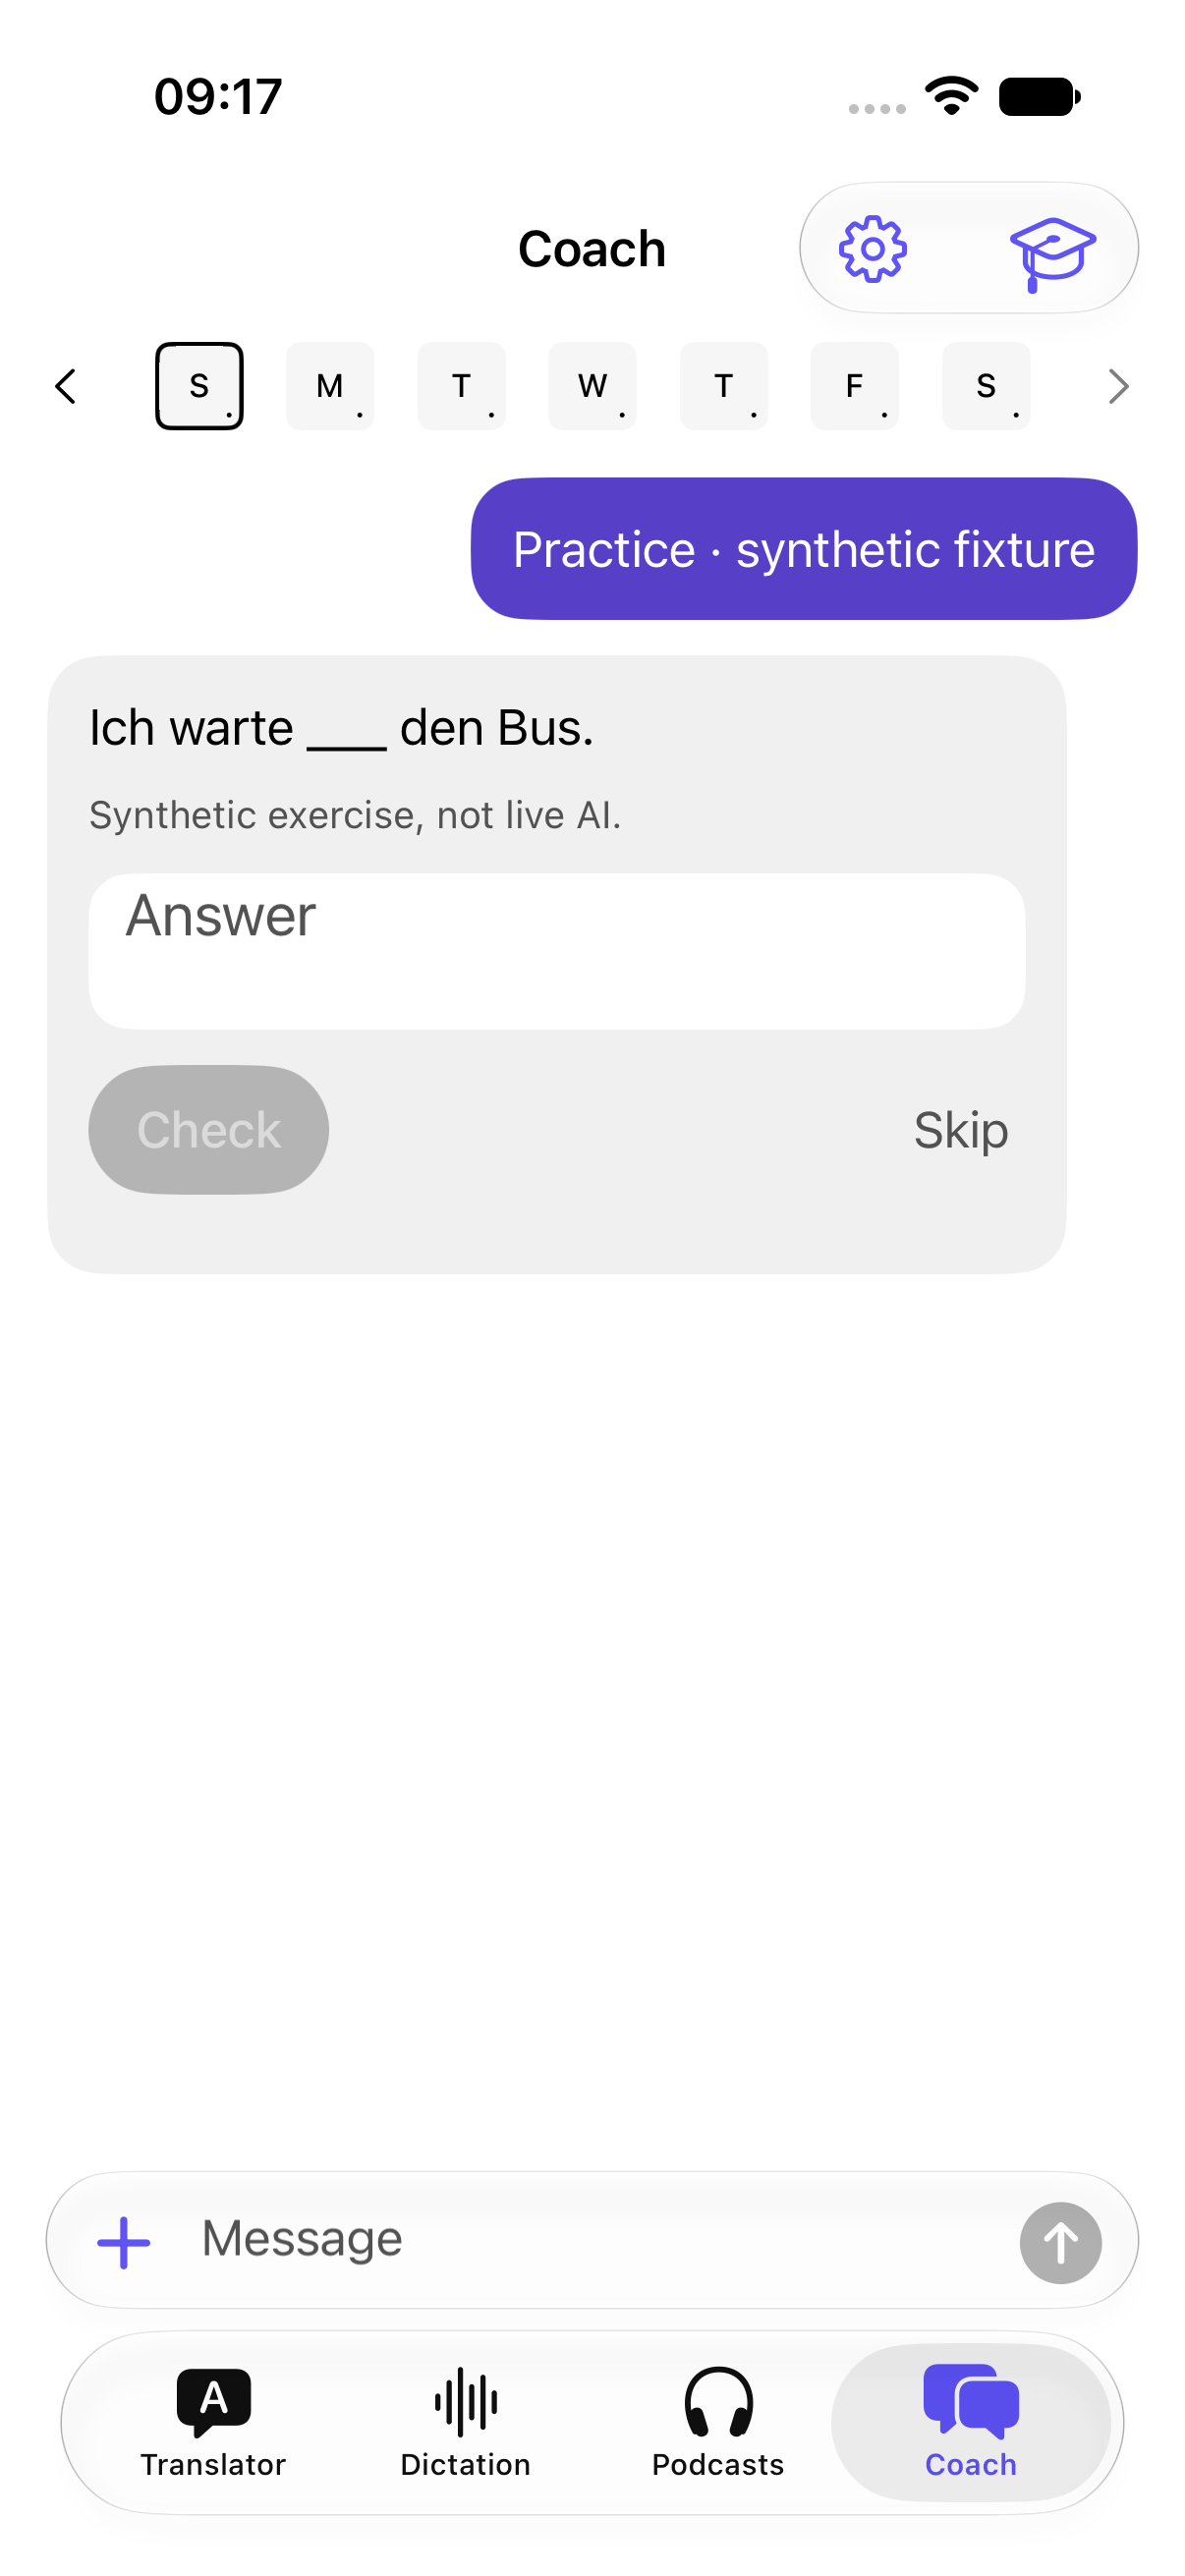 09:17
Coach
S M T W T F S
Practice · synthetic fixture
Ich warte ___ den Bus.
Synthetic exercise, not live AI.
Answer
Check Skip
Message
A
Translator Dictation Podcasts Coach